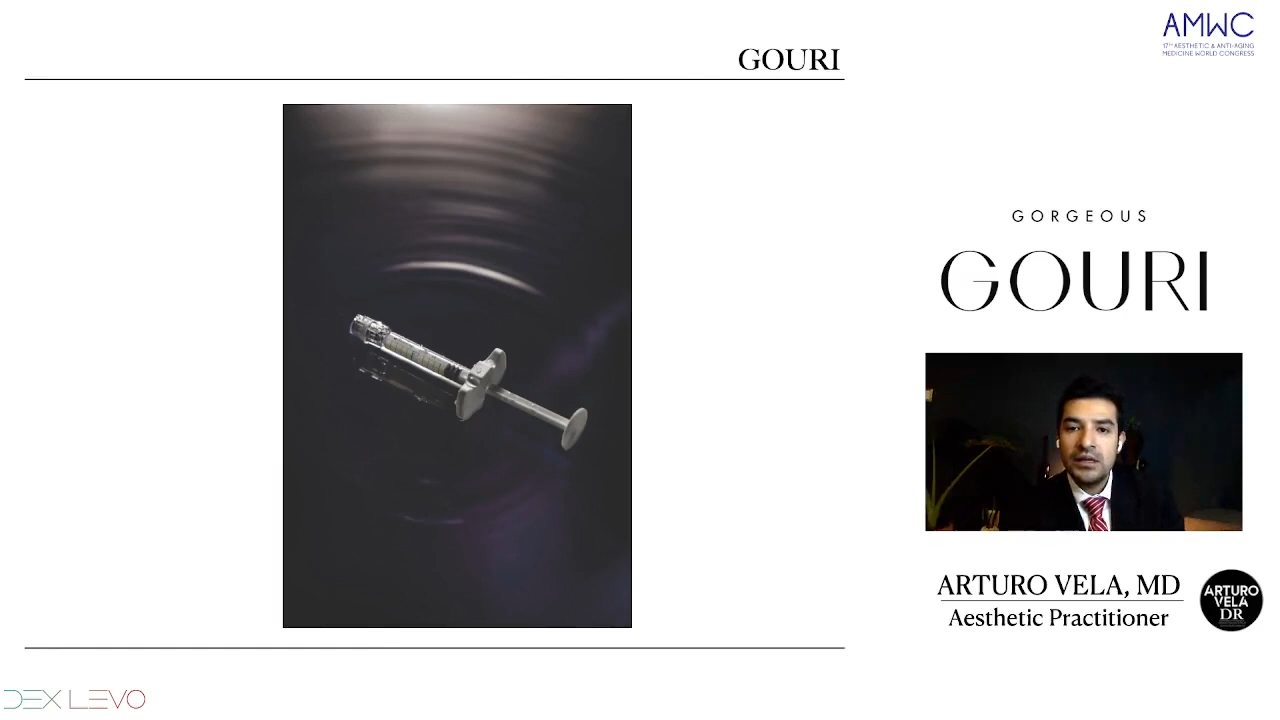 GOURI
AMWC
17TH AESTHETIC & ANTI-AGING
MEDICINE WORLD CONGRESS
GORGEOUS
GOURI
ARTURO VELA, MD
Aesthetic Practitioner
ARTURO
VELA
DR
DEX LEVO